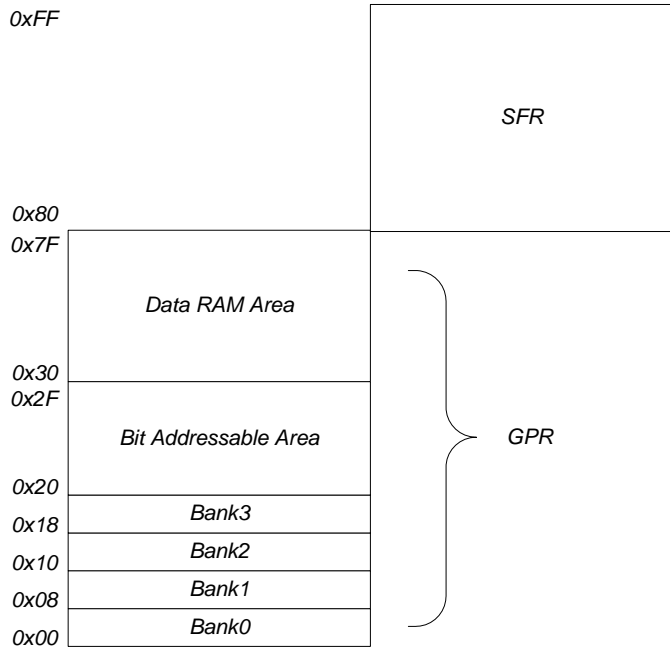 0xFF
SFR
0x80
0x7F
Data RAM Area
0x30
0x2F
Bit Addressable Area
GPR
0x20
Bank3
0x18
Bank2
0x10
Bank1
0x08
Bank0
0x00